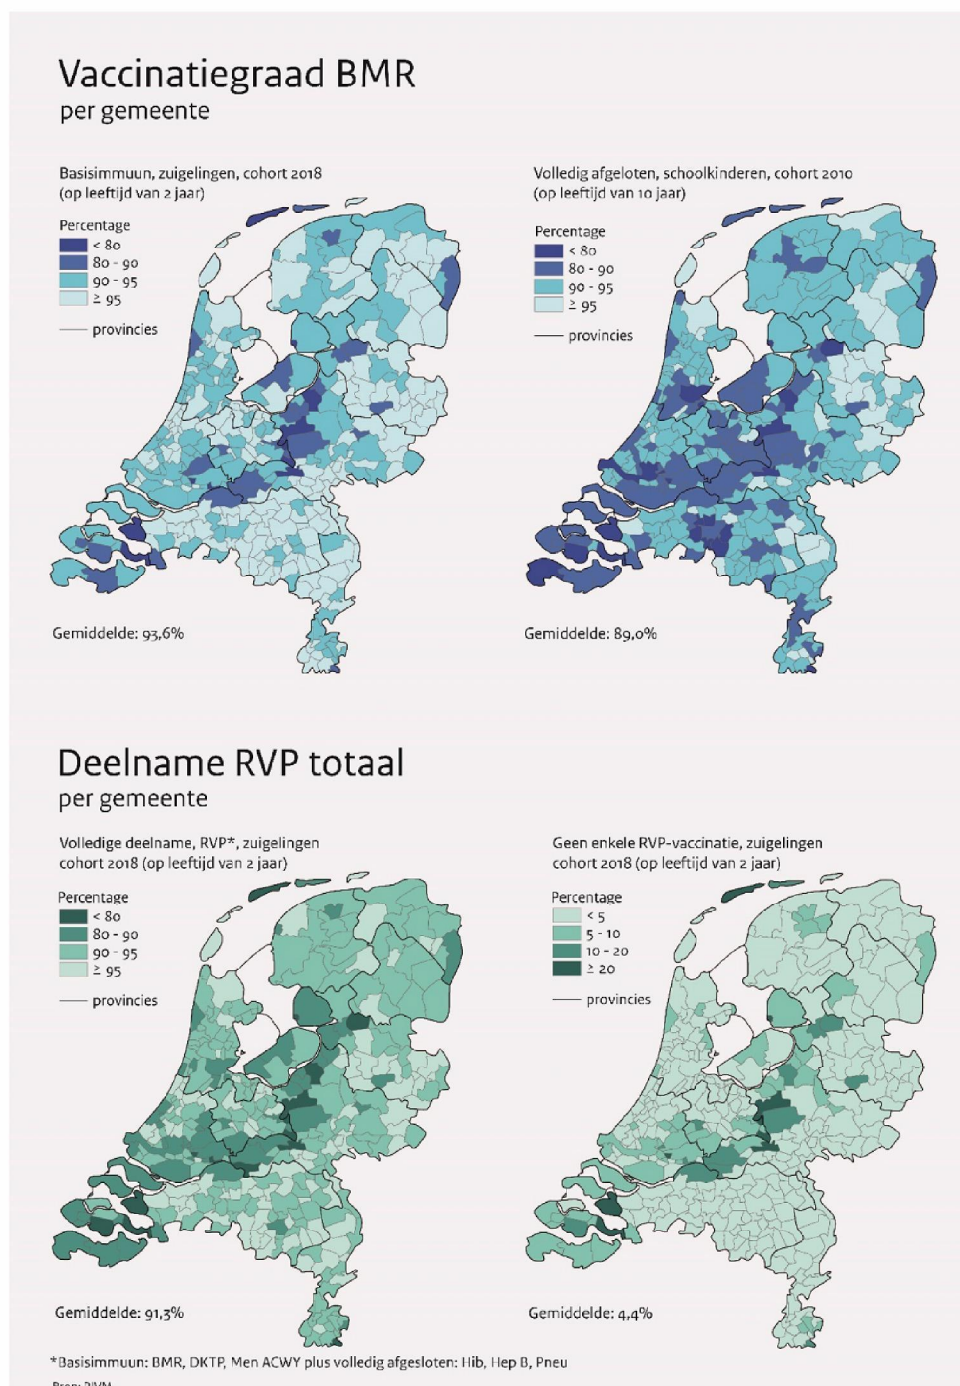 Vaccinatiegraad BMR
per gemeente
Basisimmuun, zuigelingen, cohort 2018
(op leeftijd van 2 jaar)
Percentage
< 80
80 - 90
90 - 95
≥ 95
provincies
Gemiddelde: 93,6%
Volledig afgeloten, schoolkinderen, cohort 2010
(op leeftijd van 10 jaar)
Percentage
< 80
80 - 90
90 - 95
≥ 95
provincies
Gemiddelde: 89,0%
Deelname RVP totaal
per gemeente
Volledige deelname, RVP*, zuigelingen
cohort 2018 (op leeftijd van 2 jaar)
Percentage
< 80
80 - 90
90 - 95
≥ 95
provincies
Gemiddelde: 91,3%
Geen enkele RVP-vaccinatie, zuigelingen
cohort 2018 (op leeftijd van 2 jaar)
Percentage
< 5
5 - 10
10 - 20
≥ 20
provincies
Gemiddelde: 4,4%
*Basisimmuun: BMR, DKTP, Men ACWY plus volledig afgesloten: Hib, Hep B, Pneu
Bron: RIVM